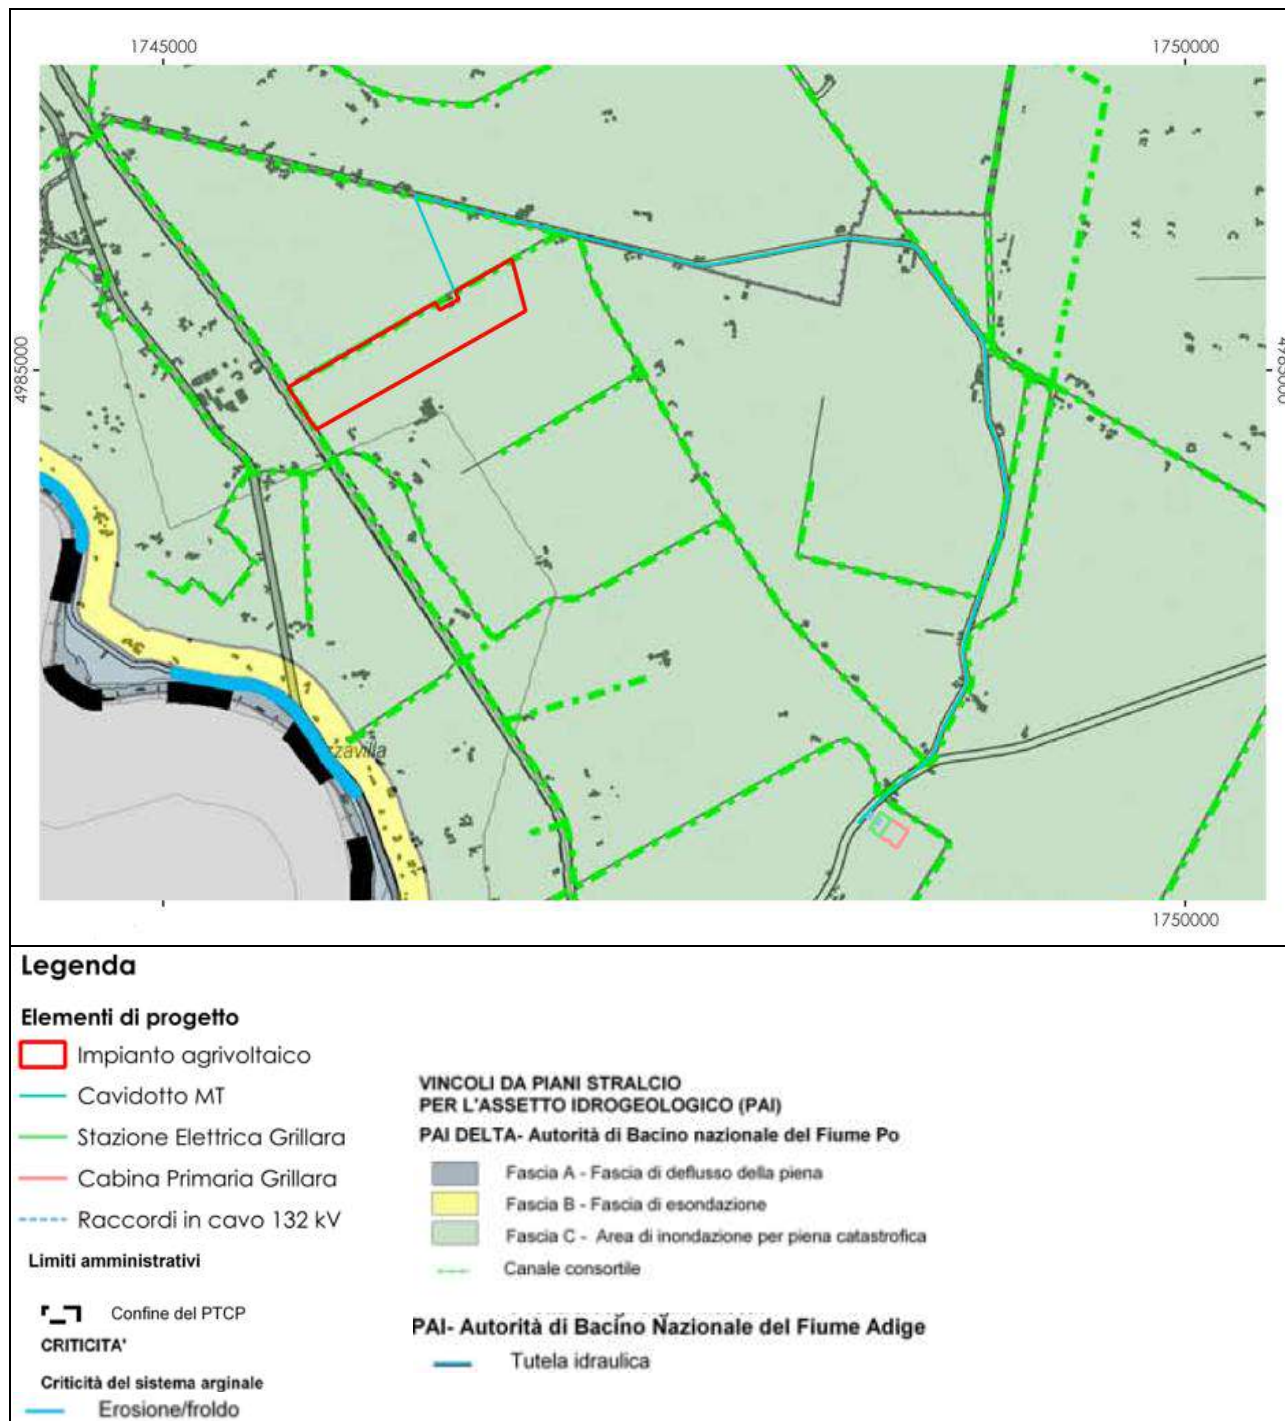 1745000
1750000
4985000
zzavilla
1750000
Legenda
Elementi di progetto
Impianto agrivoltaico
Cavidotto MT
Stazione Elettrica Grillara
Cabina Primaria Grillara
Raccordi in cavo 132 kV
Limiti amministrativi
Confine del PTCP
CRITICITA'
Criticità del sistema arginale
Erosione/froldo
VINCOLI DA PIANI STRALCIO
PER L'ASSETTO IDROGEOLOGICO (PAI)
PAI DELTA- Autorità di Bacino nazionale del Fiume Po
Fascia A - Fascia di deflusso della piena
Fascia B - Fascia di esondazione
Fascia C - Area di inondazione per piena catastrofica
Canale consortile
PAI- Autorità di Bacino Nazionale del Fiume Adige
Tutela idraulica